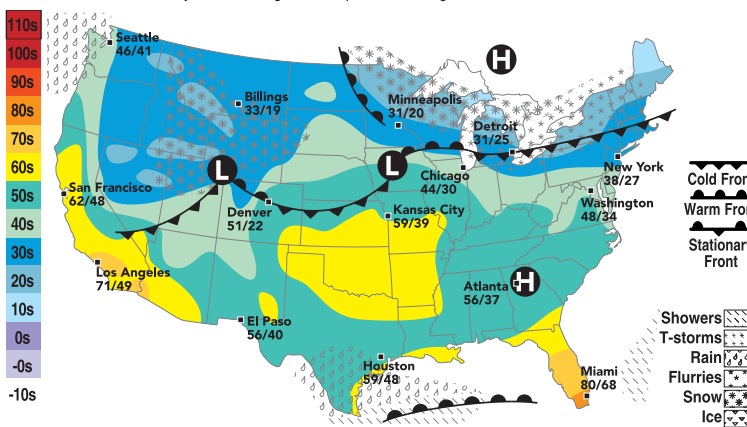 110s
100s
90s
80s
70s
60s
50s
40s
30s
20s
10s
0s
-0s
-10s
Seattle
46/41
Billings
33/19
Minneapolis
31/20
H
Detroit
31/25
New York
38/27
L
L
Chicago
44/30
Washington
48/34
San Francisco
62/48
Denver
51/22
Kansas City
59/39
Los Angeles
71/49
Atlanta
56/37
H
El Paso
56/40
Houston
59/48
Miami
80/68
Cold Fron
Warm Fron
Stationar
Front
Showers
T-storms
Rain
Flurries
Snow
Ice